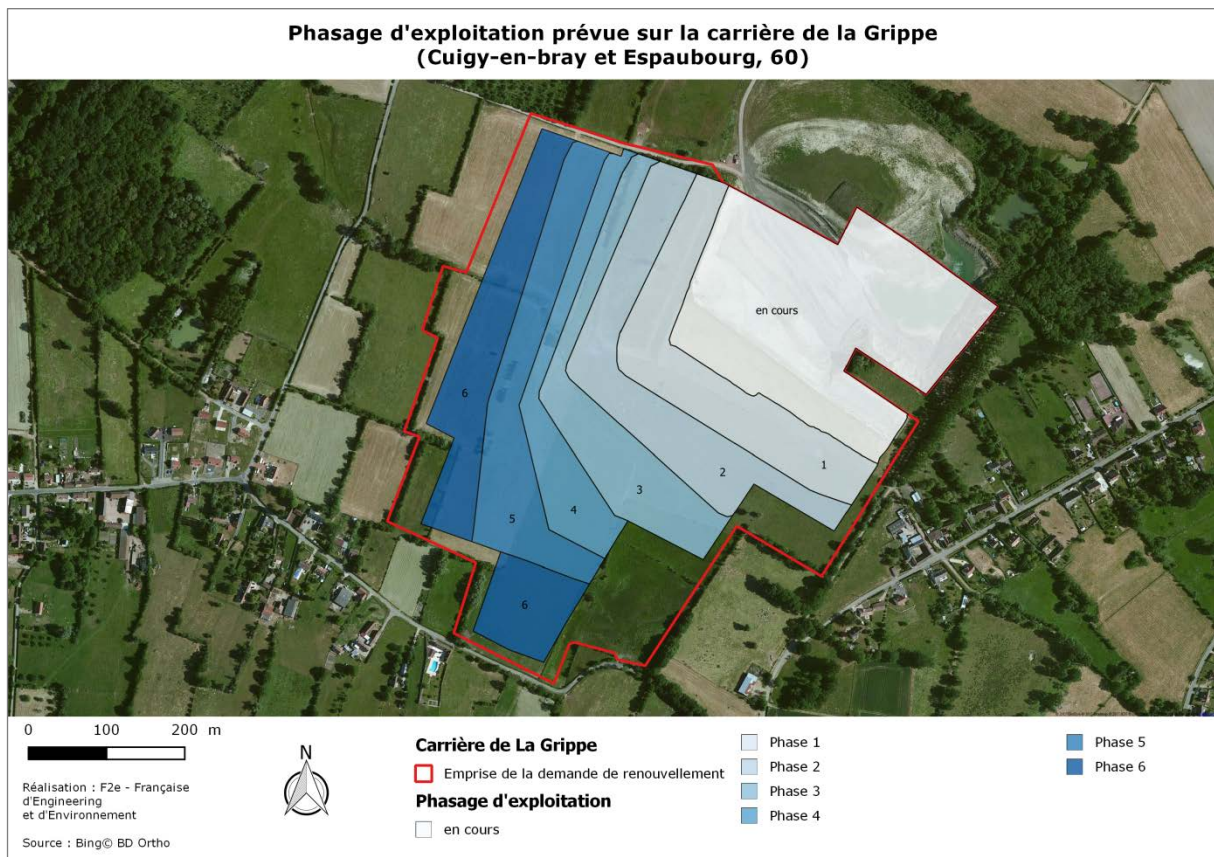 Phasage d'exploitation prévue sur la carrière de la Grippe
(Cuigy-en-bray et Espaubourg, 60)
en cours
6
1
2
3
4
5
6
0 100 200 m
Réalisation : F2e - Française
d'Engineering
et d'Environnement
Source : Bing© BD Ortho
N
Carrière de La Grippe
Emprise de la demande de renouvellement
Phasage d'exploitation
en cours
Phase 1
Phase 2
Phase 3
Phase 4
Phase 5
Phase 6